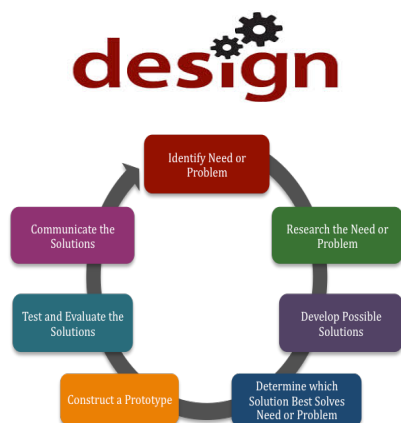 design
Identify Need or
Problem
Research the Need or
Problem
Develop Possible
Solutions
Determine which
Solution Best Solves
Need or Problem
Construct a Prototype
Test and Evaluate the
Solutions
Communicate the
Solutions